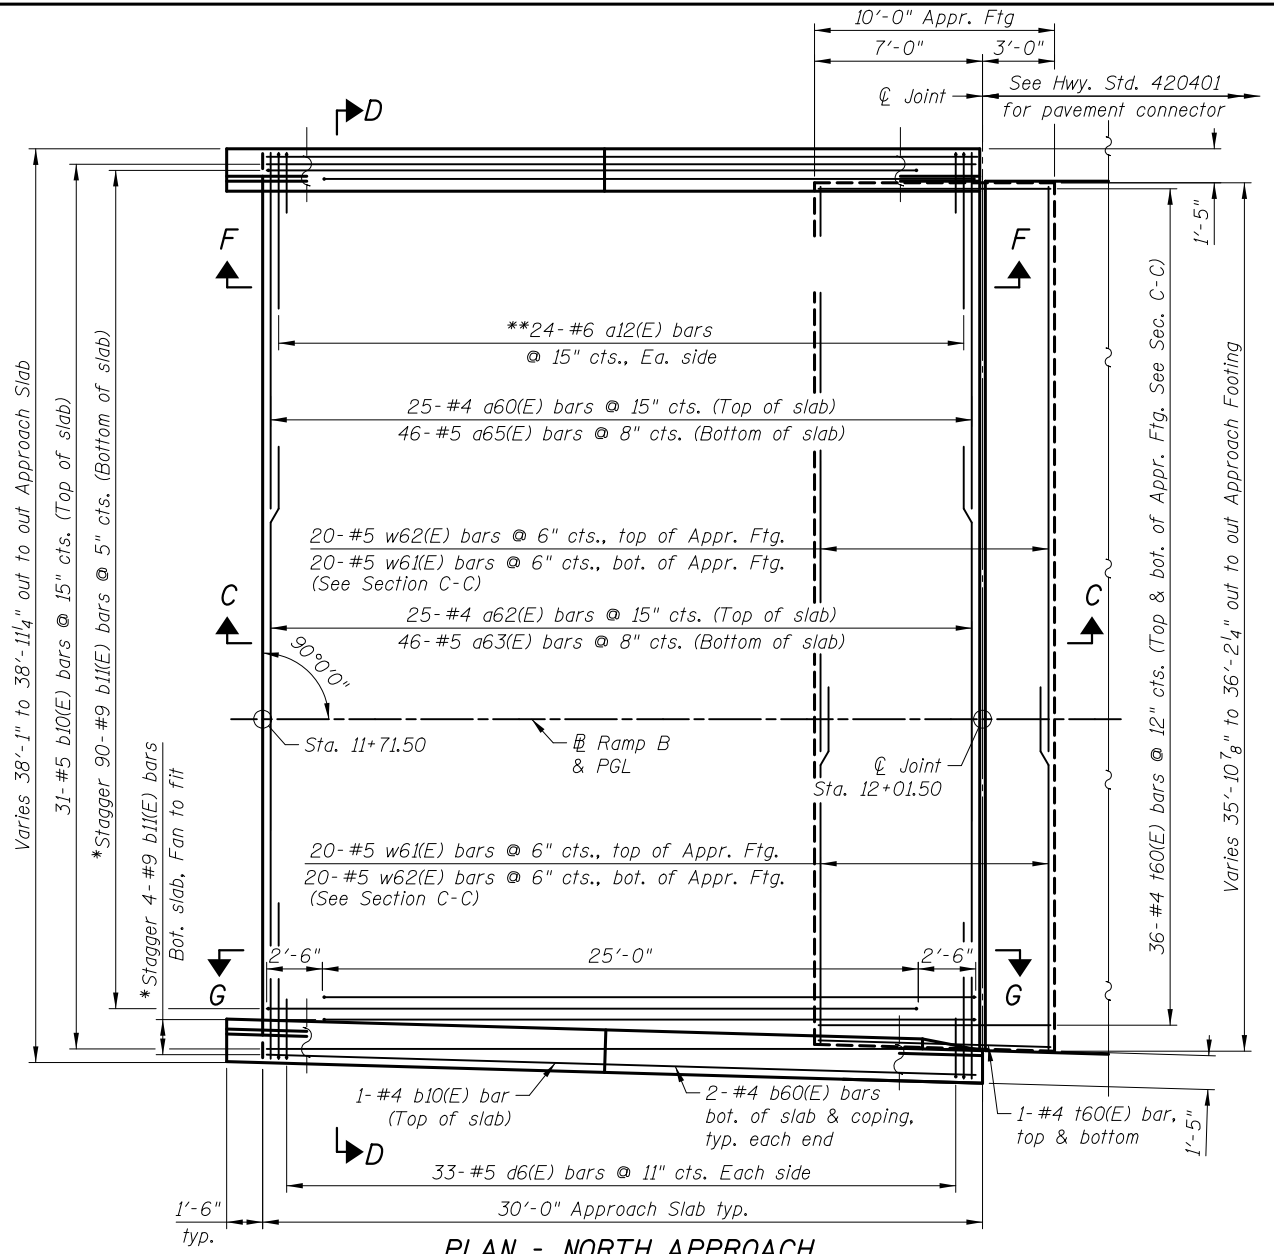 10'-0" Appr. Ftg
7'-0"
3'-0"
℄ Joint
See Hwy. Std. 420401
for pavement connector
D
1'-5"
F
F
**24-#6 a12(E) bars
@ 15" cts., Ea. side
25-#4 a60(E) bars @ 15" cts. (Top of slab)
46-#5 a65(E) bars @ 8" cts. (Bottom of slab)
20-#5 w62(E) bars @ 6" cts., top of Appr. Ftg.
20-#5 w61(E) bars @ 6" cts., bot. of Appr. Ftg.
(See Section C-C)
C
C
25-#4 a62(E) bars @ 15" cts. (Top of slab)
46-#5 a63(E) bars @ 8" cts. (Bottom of slab)
90°0'0"
Sta. 11+71.50
B̲L Ramp B
& PGL
℄ Joint
Sta. 12+01.50
20-#5 w61(E) bars @ 6" cts., top of Appr. Ftg.
20-#5 w62(E) bars @ 6" cts., bot. of Appr. Ftg.
(See Section C-C)
Varies 38'-1" to 38'-11¼" out to out Approach Slab
31-#5 b10(E) bars @ 15" cts. (Top of slab)
*Stagger 90-#9 b11(E) bars @ 5" cts. (Bottom of slab)
*Stagger 4-#9 b11(E) bars
Bot. slab, Fan to fit
36-#4 t60(E) bars @ 12" cts. (Top & bot. of Appr. Ftg. See Sec. C-C)
Varies 35'-10⅞" to 36'-2¼" out to out Approach Footing
G
G
2'-6"
25'-0"
2'-6"
1-#4 b10(E) bar
(Top of slab)
2-#4 b60(E) bars
bot. of slab & coping,
typ. each end
1-#4 t60(E) bar,
top & bottom
1'-5"
D
33-#5 d6(E) bars @ 11" cts. Each side
1'-6"
typ.
30'-0" Approach Slab typ.
PLAN - NORTH APPROACH